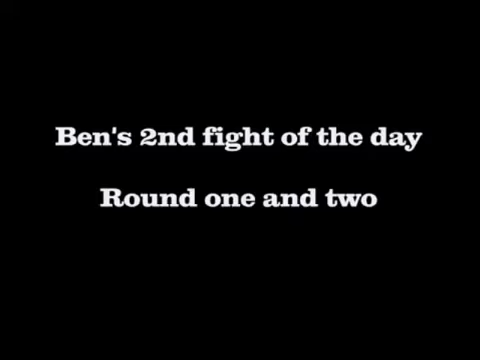 Ben's 2nd fight of the day
Round one and two